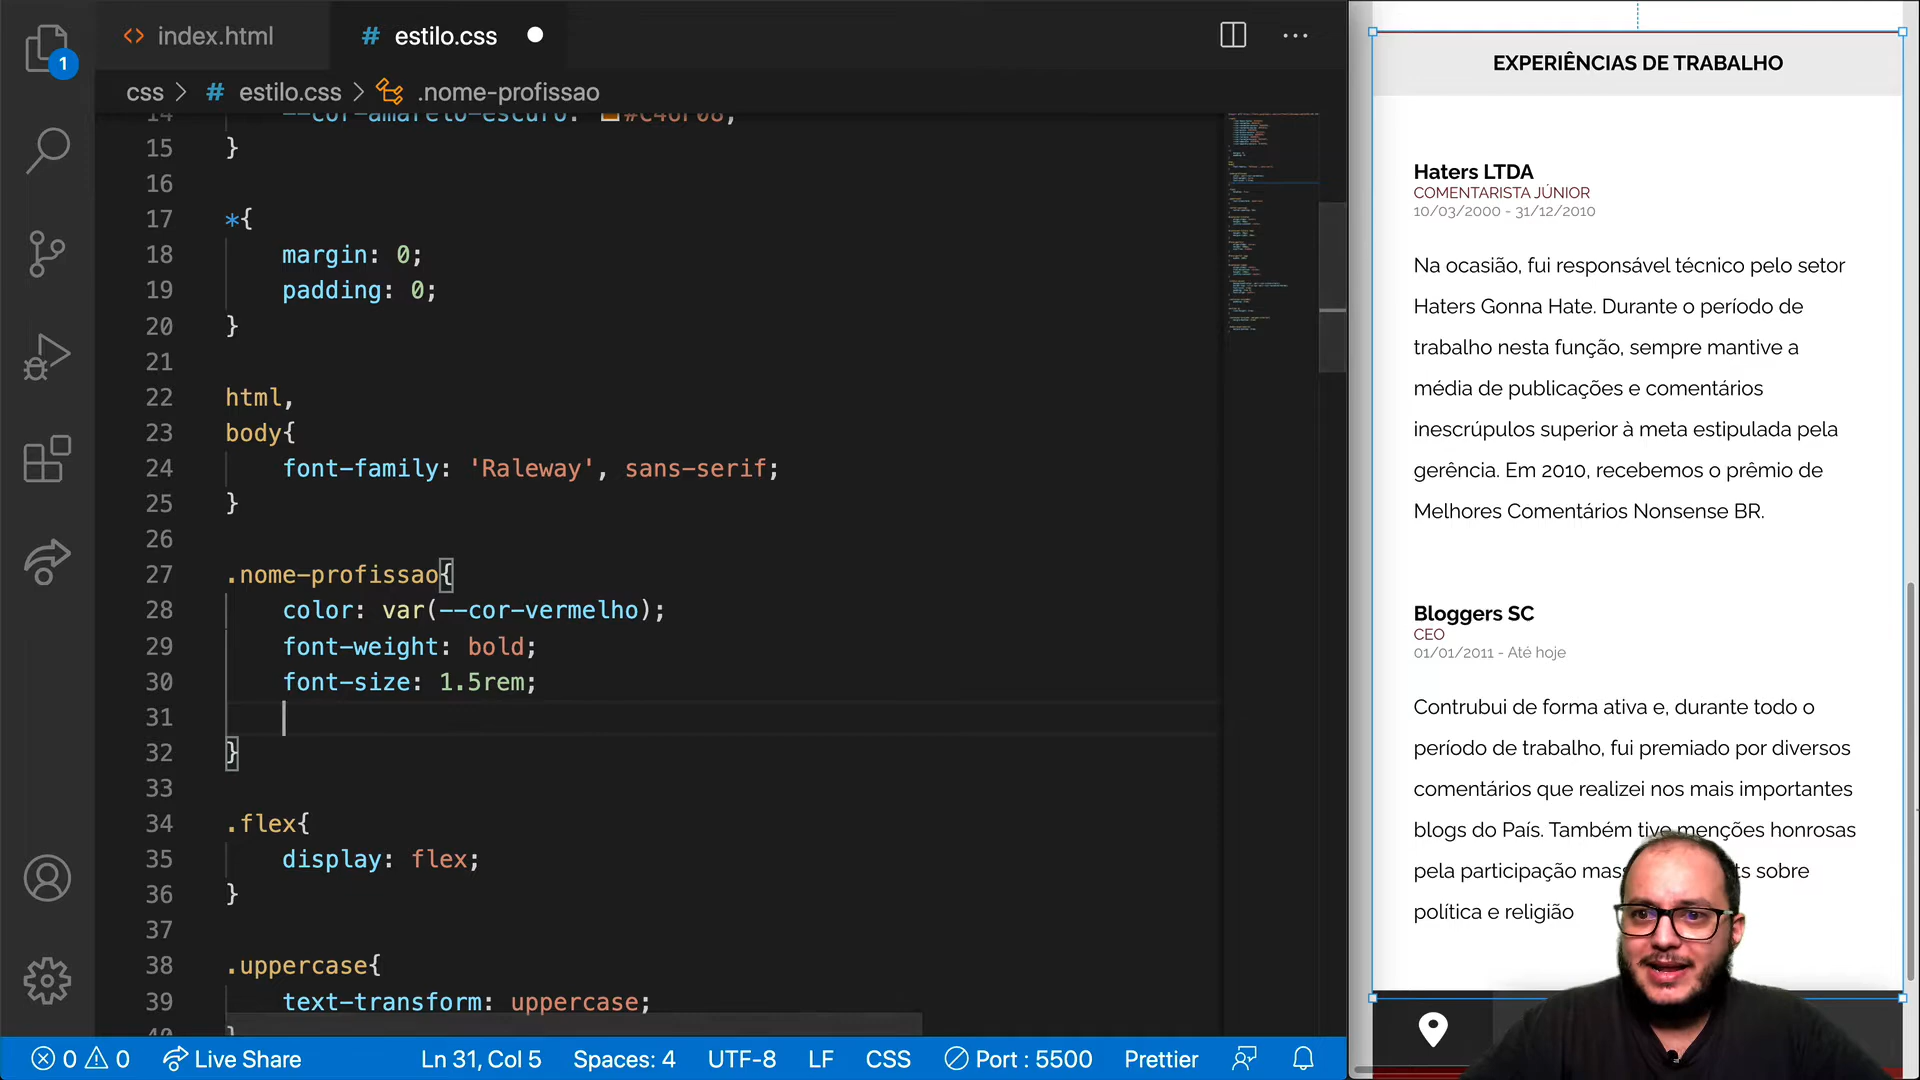 index.html
estilo.css
1
css > # estilo.css > .nome-profissao
14 --cor-amarelo-escuro: #C46F08;
15 }
16
17 *{
18 margin: 0;
19 padding: 0;
20 }
21
22 html,
23 body{
24 font-family: 'Raleway', sans-serif;
25 }
26
27 .nome-profissao{
28 color: var(--cor-vermelho);
29 font-weight: bold;
30 font-size: 1.5rem;
31
32 }
33
34 .flex{
35 display: flex;
36 }
37
38 .uppercase{
39 text-transform: uppercase;
40 }
0 0 Live Share Ln 31, Col 5 Spaces: 4 UTF-8 LF CSS Port : 5500 Prettier
EXPERIÊNCIAS DE TRABALHO
Haters LTDA
COMENTARISTA JÚNIOR
10/03/2000 - 31/12/2010
Na ocasião, fui responsável técnico pelo setor
Haters Gonna Hate. Durante o período de
trabalho nesta função, sempre mantive a
média de publicações e comentários
inescrúpulos superior à meta estipulada pela
gerência. Em 2010, recebemos o prêmio de
Melhores Comentários Nonsense BR.
Bloggers SC
CEO
01/01/2011 - Até hoje
Contrubui de forma ativa e, durante todo o
período de trabalho, fui premiado por diversos
comentários que realizei nos mais importantes
blogs do País. Também tive menções honrosas
pela participação sobre
política e religião